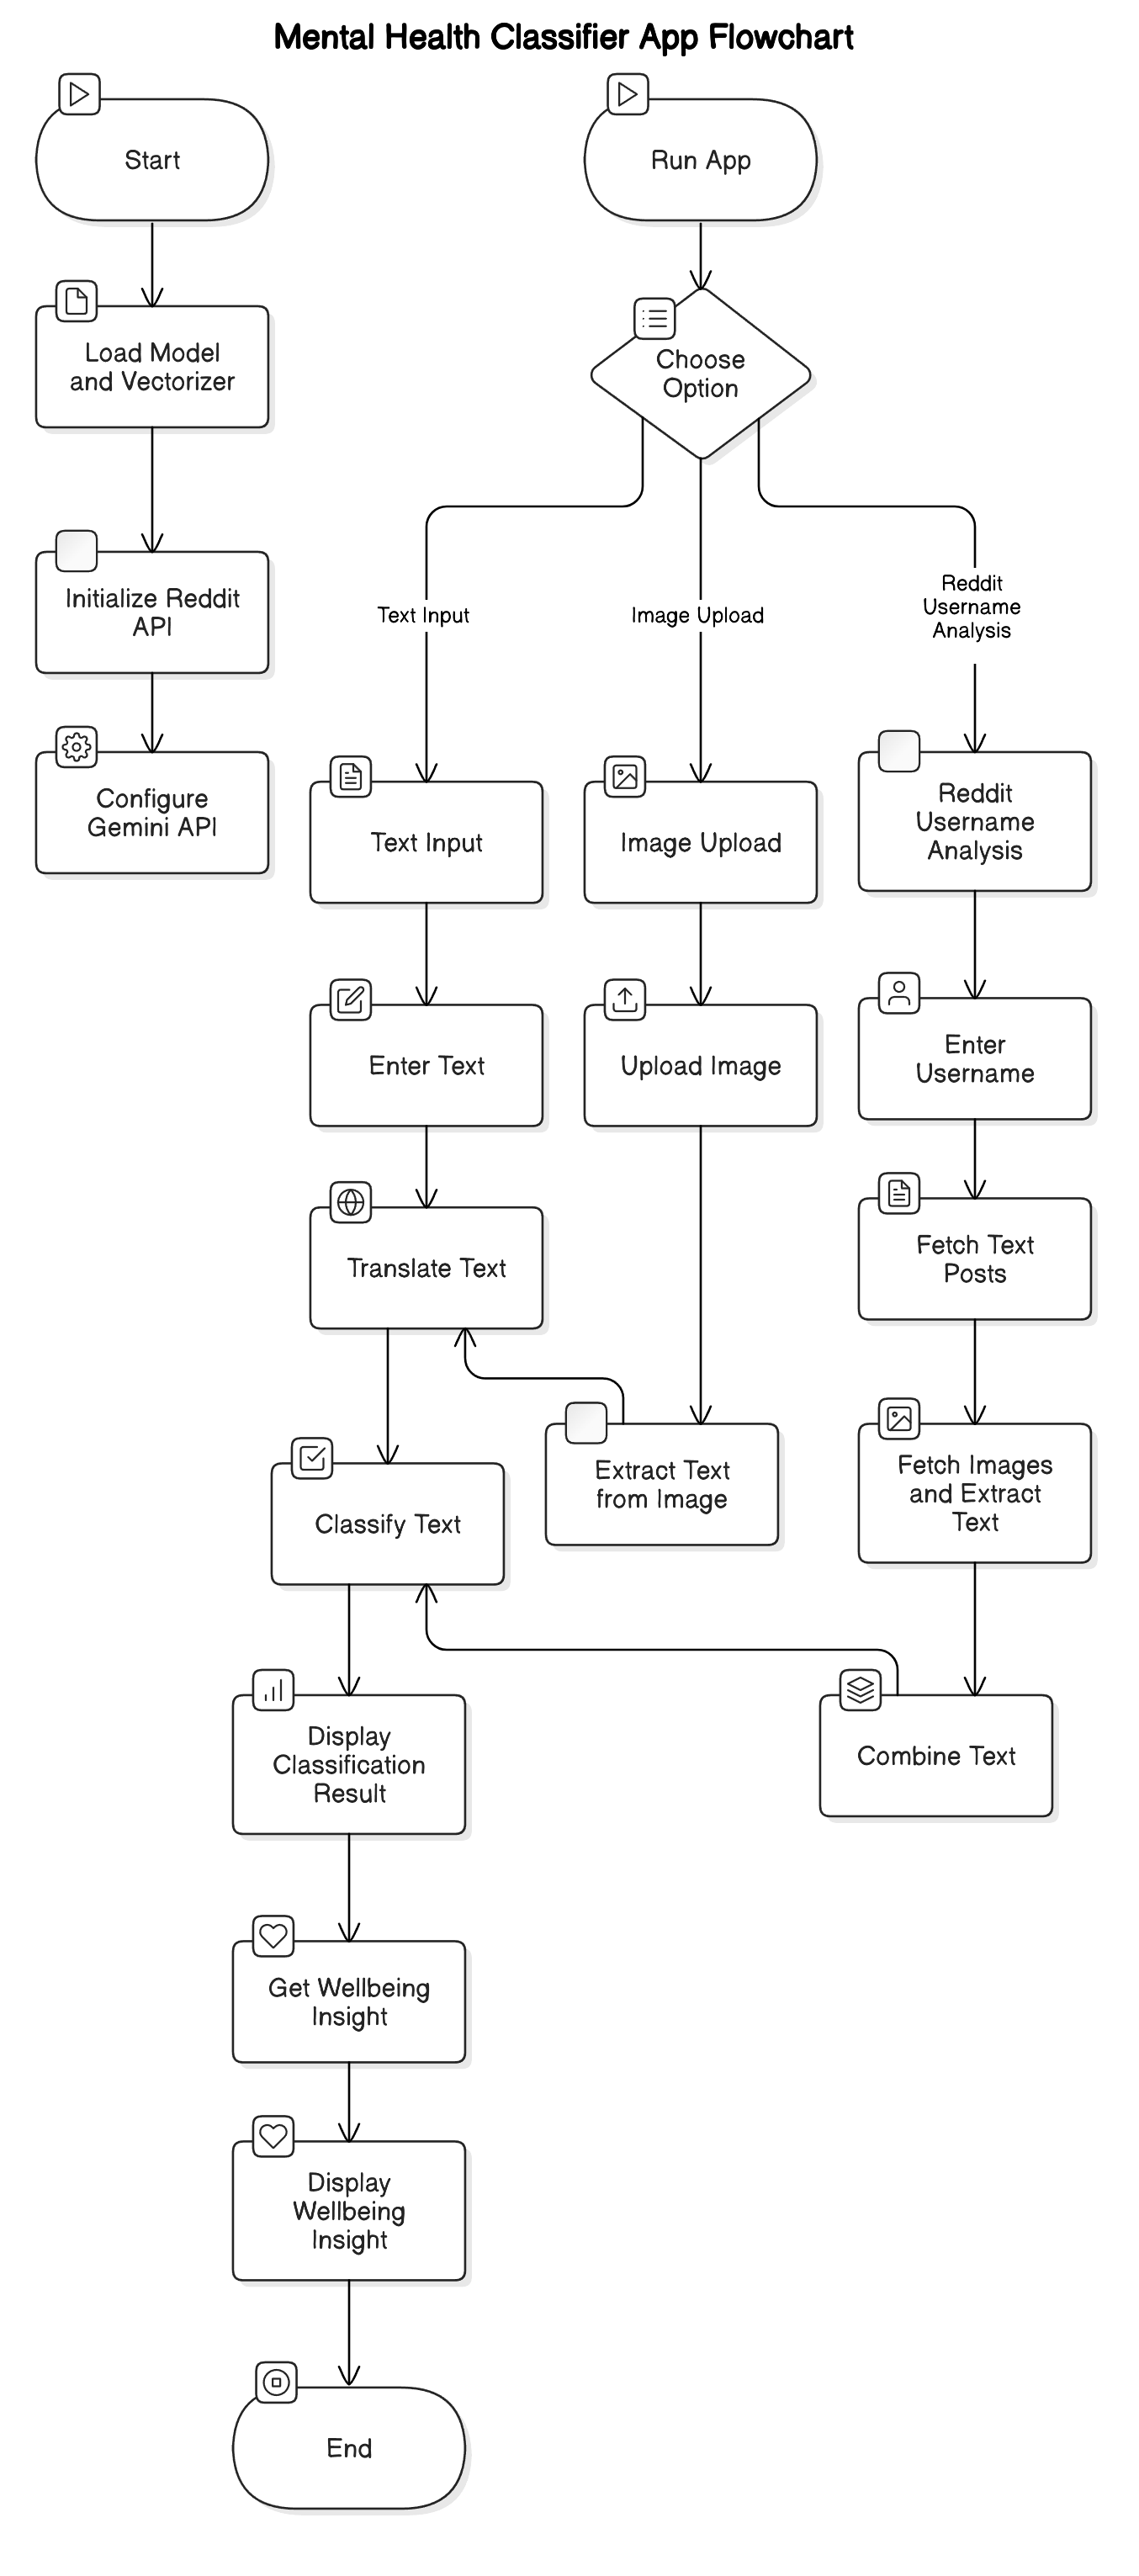 Mental Health Classifier App Flowchart
Start
Run App
Load Model
and Vectorizer
Choose
Option
Initialize Reddit
API
Text Input
Image Upload
Reddit
Username
Analysis
Configure
Gemini API
Text Input
Image Upload
Reddit
Username
Analysis
Enter Text
Upload Image
Enter
Username
Translate Text
Fetch Text
Posts
Classify Text
Extract Text
from Image
Fetch Images
and Extract
Text
Display
Classification
Result
Combine Text
Get Wellbeing
Insight
Display
Wellbeing
Insight
End